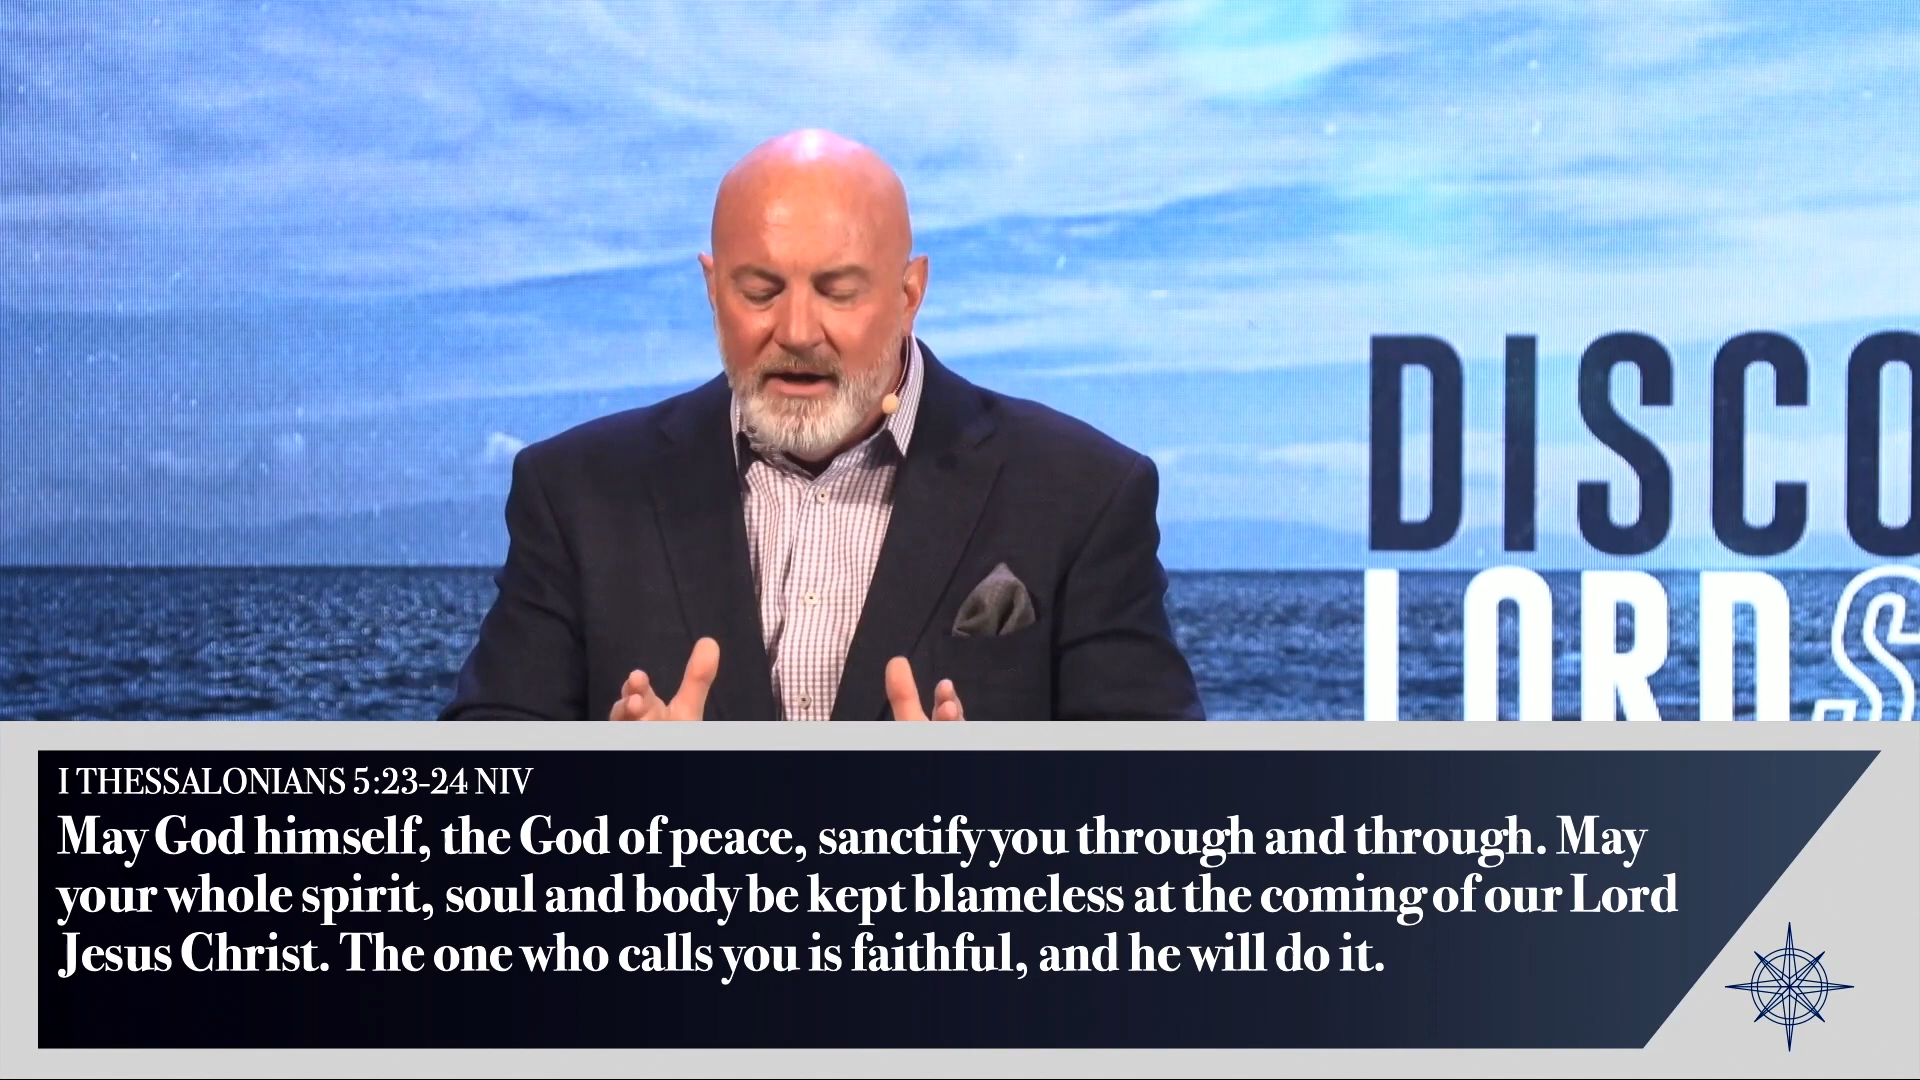 DISCO
LORDS
I THESSALONIANS 5:23-24 NIV
May God himself, the God of peace, sanctify you through and through. May
your whole spirit, soul and body be kept blameless at the coming of our Lord
Jesus Christ. The one who calls you is faithful, and he will do it.